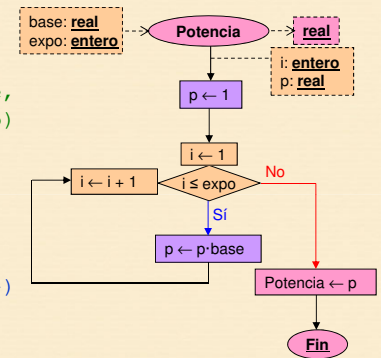 base: real
expo: entero
Potencia
real
i: entero
p: real
,
)
p ← 1
i ← 1
i ← i + 1
i ≤ expo
No
Sí
p ← p·base
)
Potencia ← p
Fin